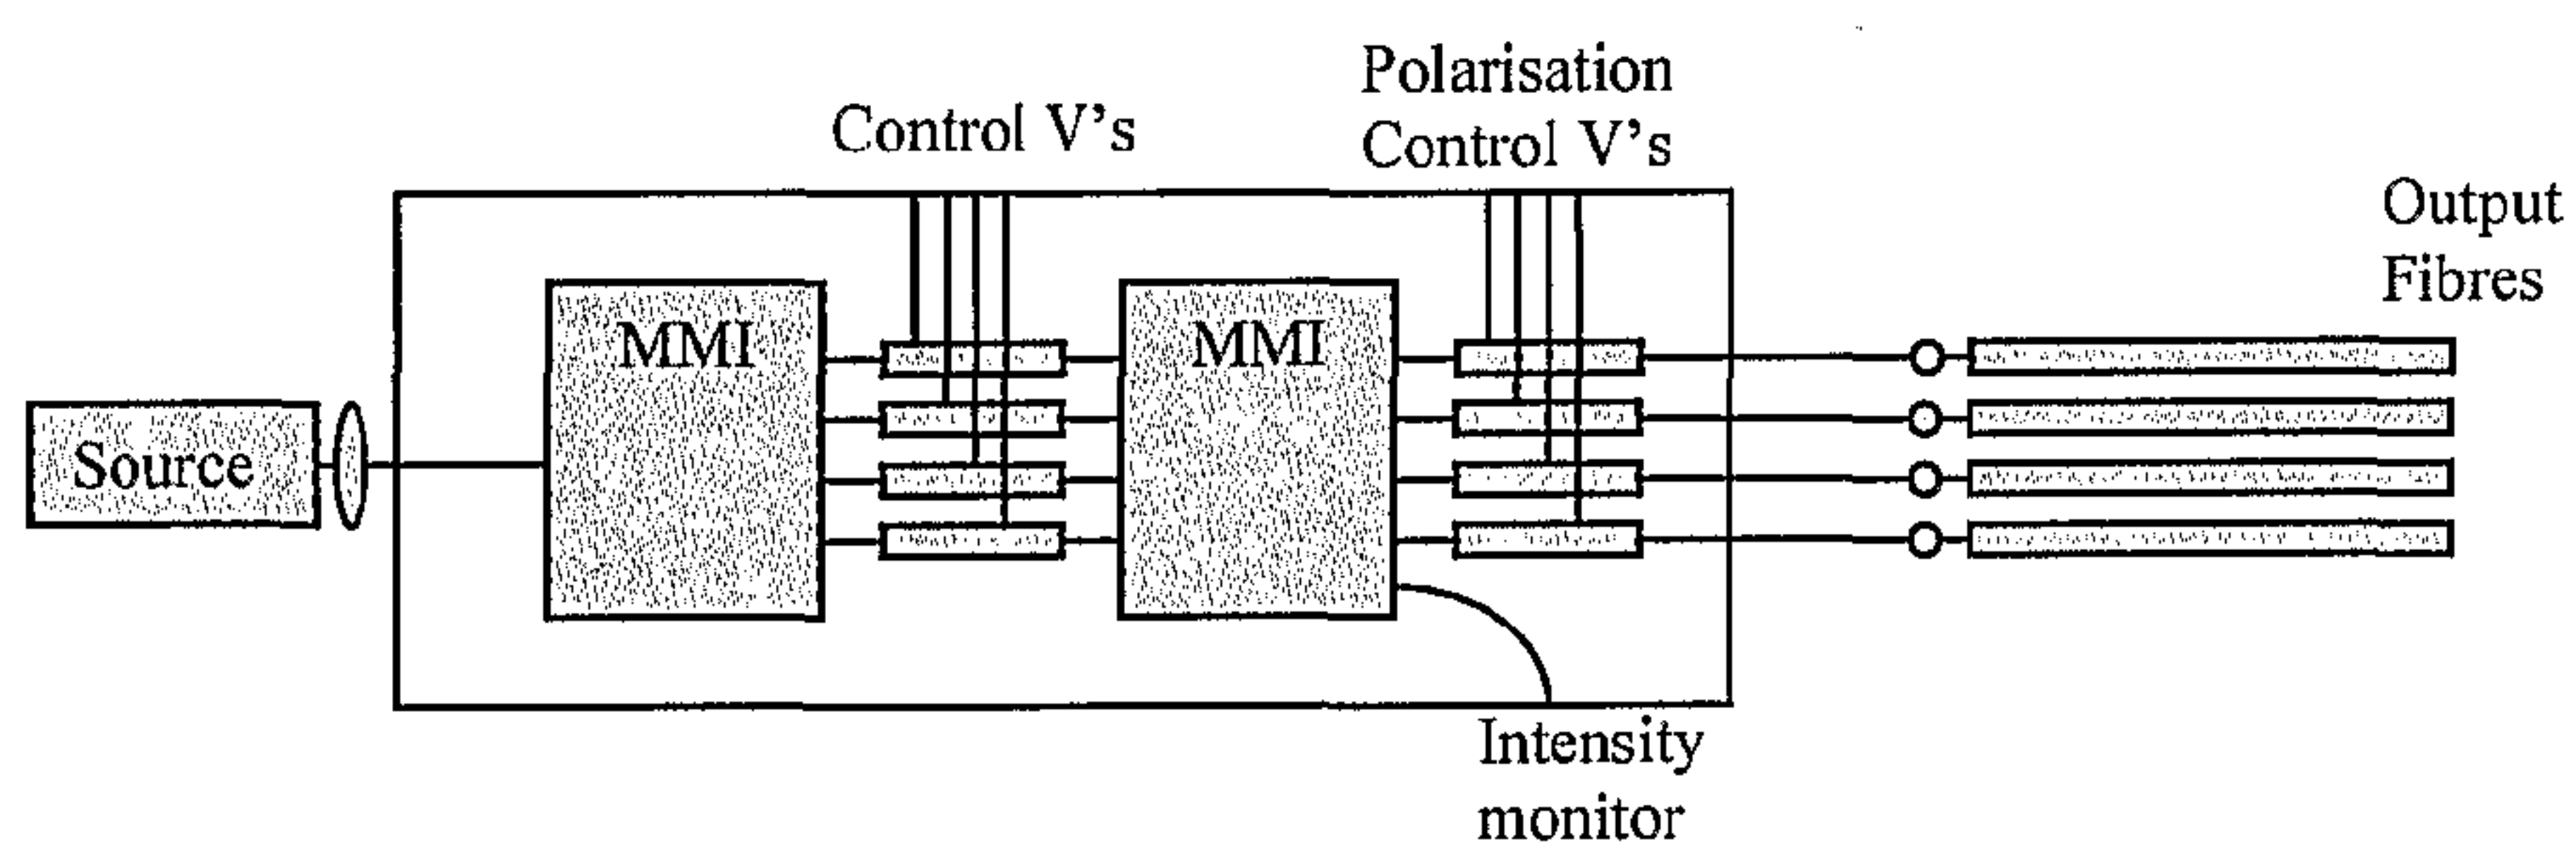 Polarisation
Control V's
Control V's
Output
Fibres
MMI
MMI
Source
Intensity
monitor